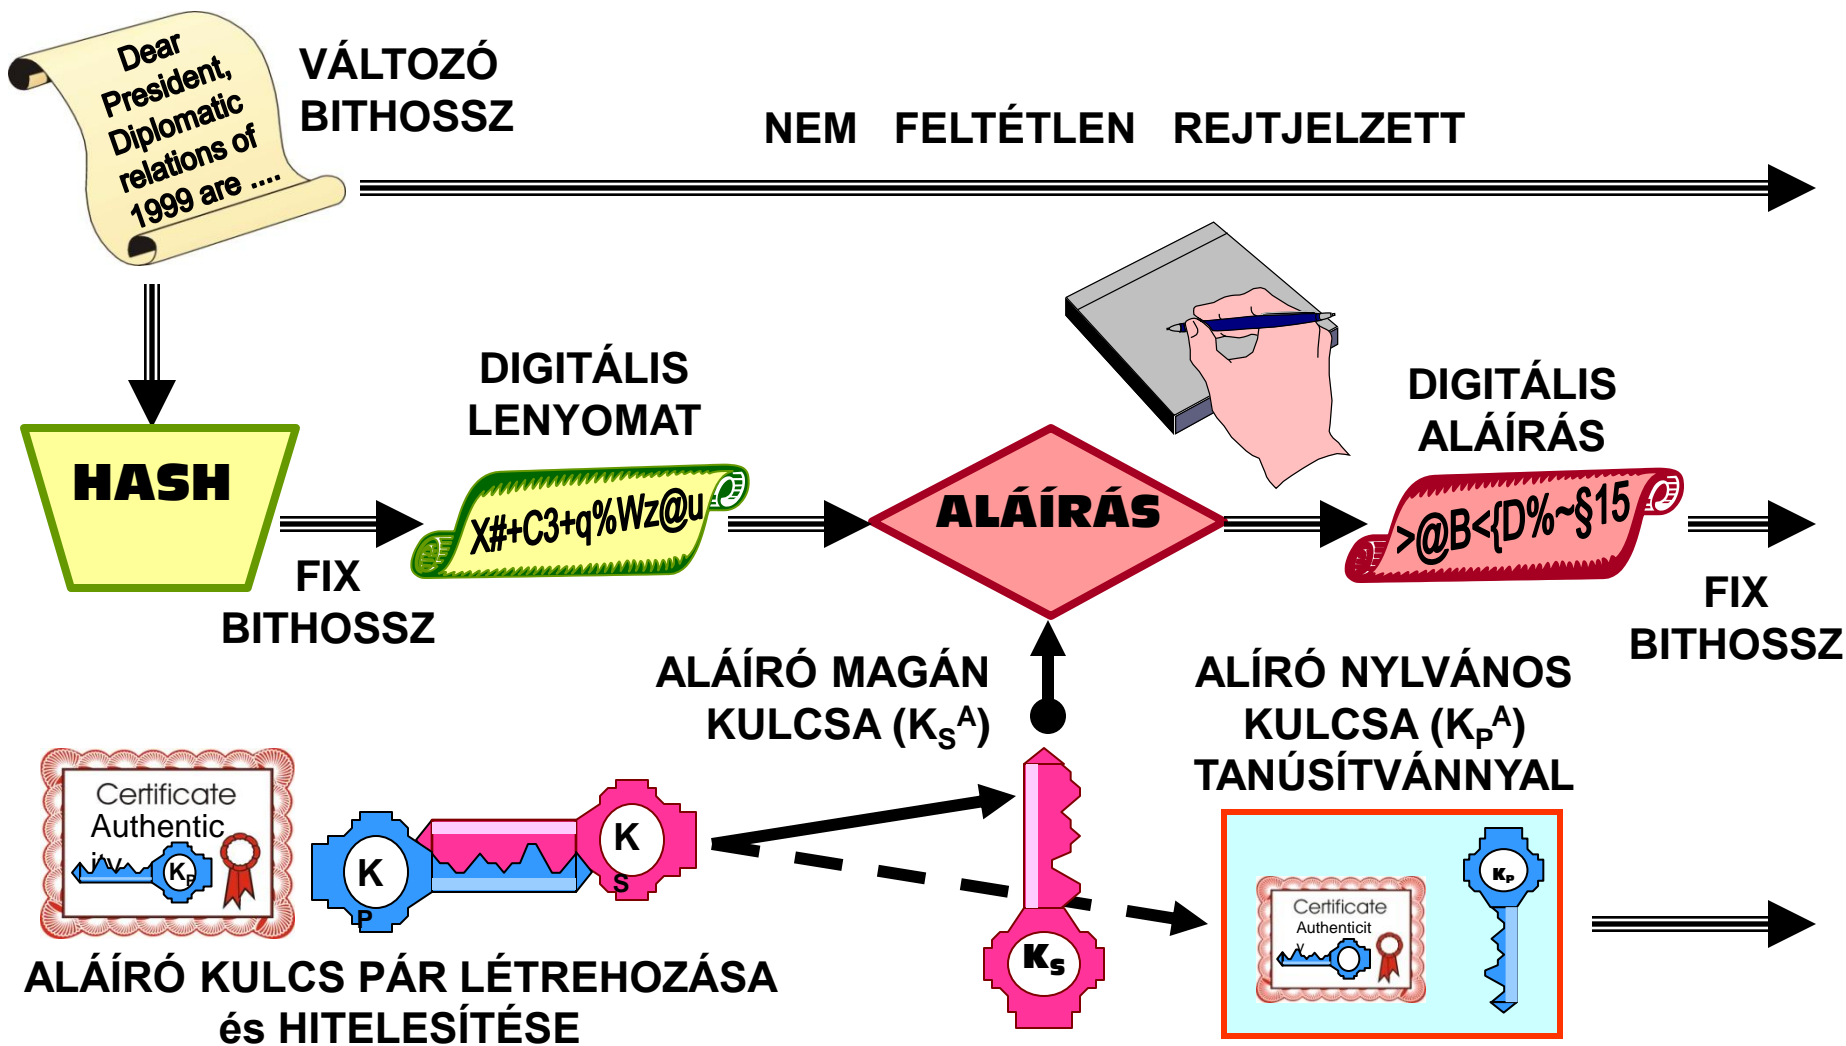 Dear
President,
Diplomatic
relations of
1999 are ....
VÁLTOZÓ
BITHOSSZ
NEM FELTÉTLEN REJTJELZETT
HASH
FIX
BITHOSSZ
DIGITÁLIS
LENYOMAT
X#+C3+q%Wz@u
ALÁÍRÁS
DIGITÁLIS
ALÁÍRÁS
>@B<{D%~§15
FIX
BITHOSSZ
ALÁÍRÓ MAGÁN
KULCSA (KSA)
ALÍRÓ NYLVÁNOS
KULCSA (KPA)
TANÚSÍTVÁNNYAL
Certificate
Authentic
ity
KP
K
P
K
S
KS
Certificate
Authenticit
y
KP
ALÁÍRÓ KULCS PÁR LÉTREHOZÁSA
és HITELESÍTÉSE